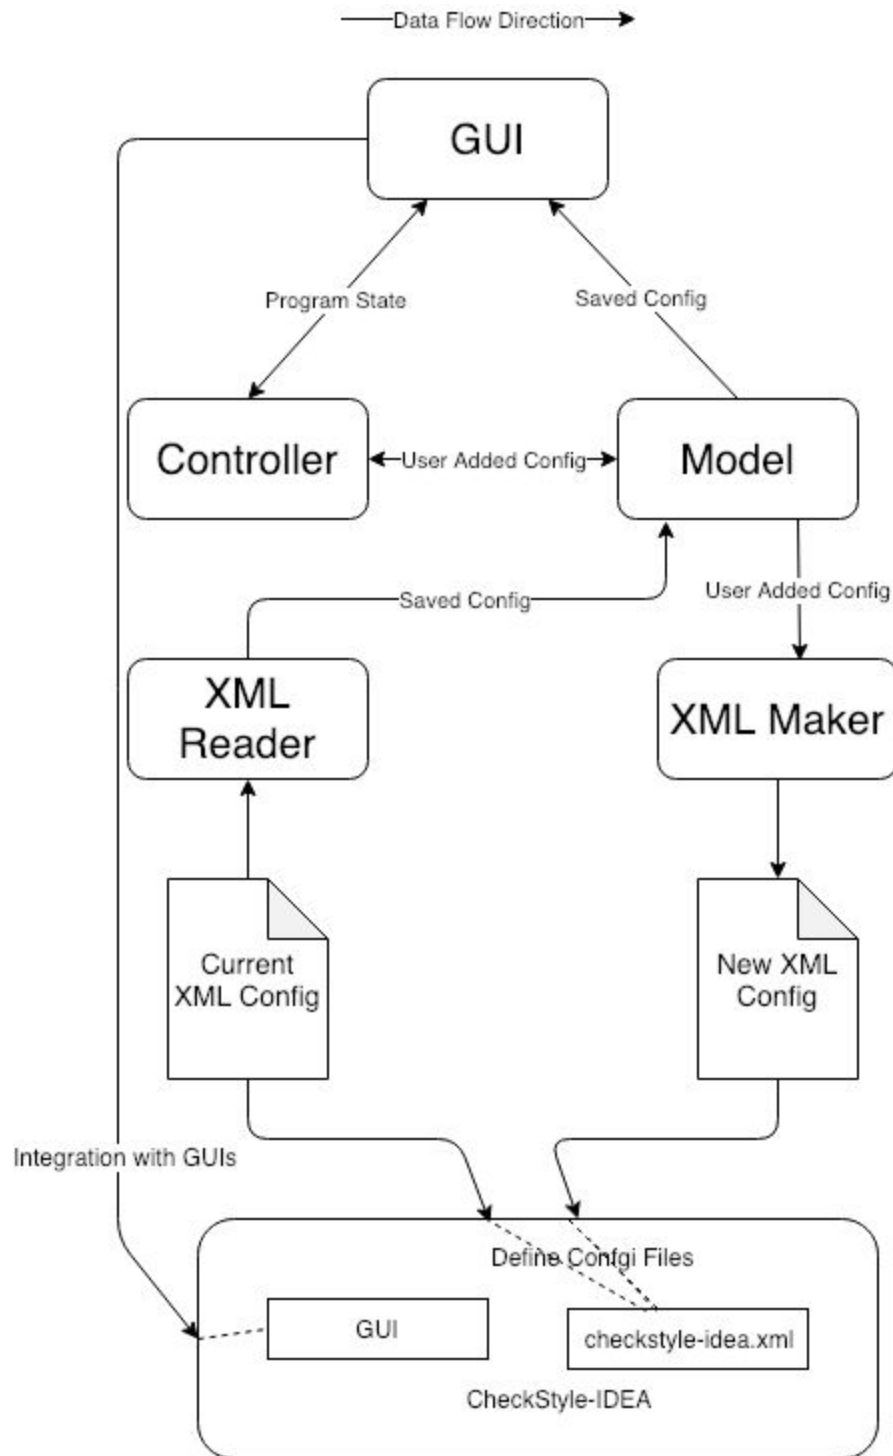 Data Flow Direction
GUI
Program State
Saved Config
Controller
User Added Config
Model
Saved Config
User Added Config
XML
Reader
XML Maker
Current
XML Config
New XML
Config
Integration with GUIs
Define Confgi Files
GUI
checkstyle-idea.xml
CheckStyle-IDEA